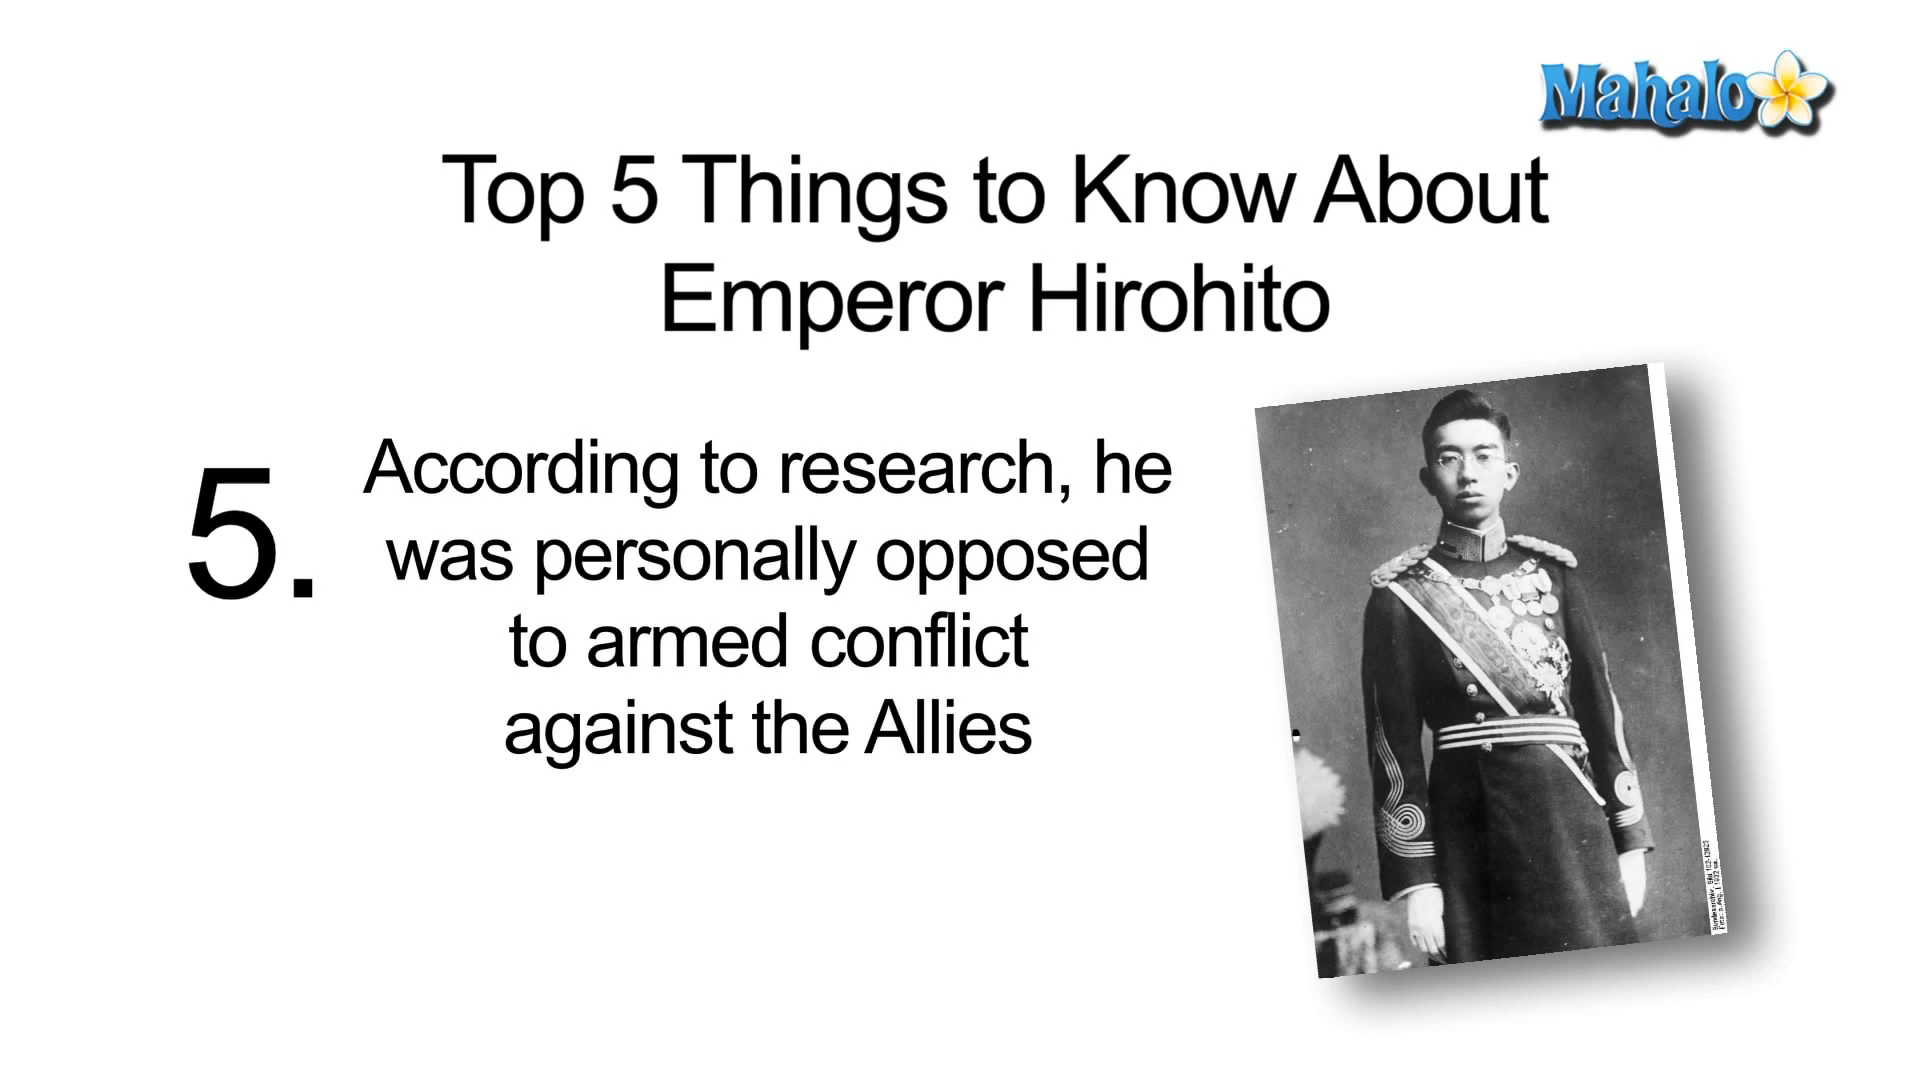 Mahalo
Top 5 Things to Know About
Emperor Hirohito
5.
According to research, he
was personally opposed
to armed conflict
against the Allies